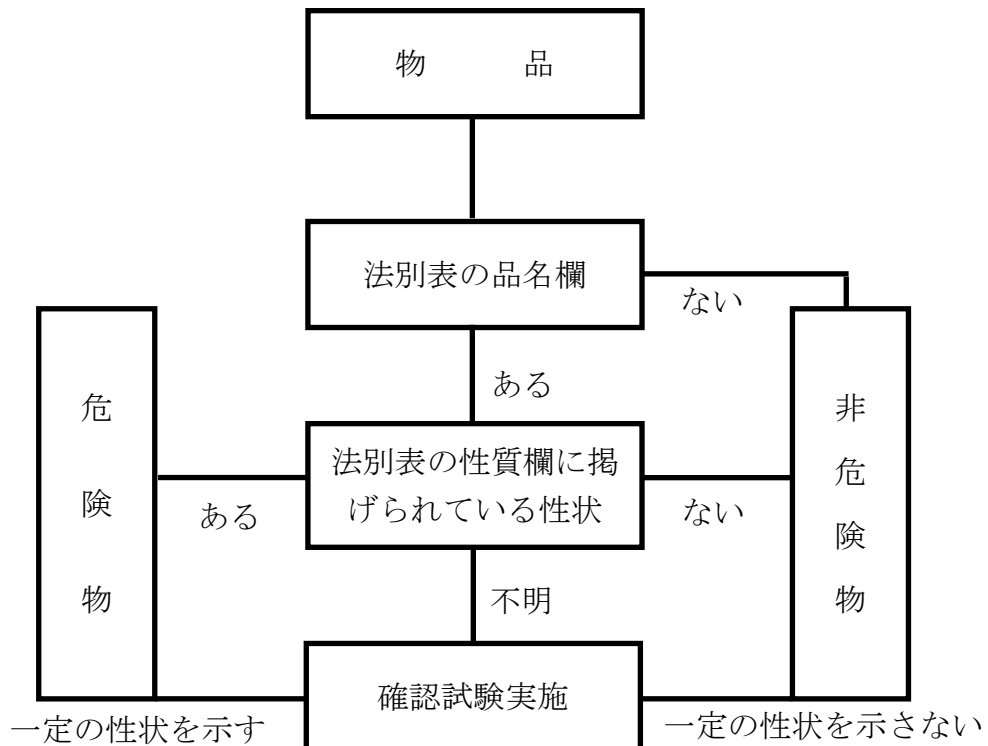 物 品
法別表の品名欄
ない
ある
危険物
法別表の性質欄に掲
げられている性状
非危険物
ある
ない
不明
確認試験実施
一定の性状を示す
一定の性状を示さない